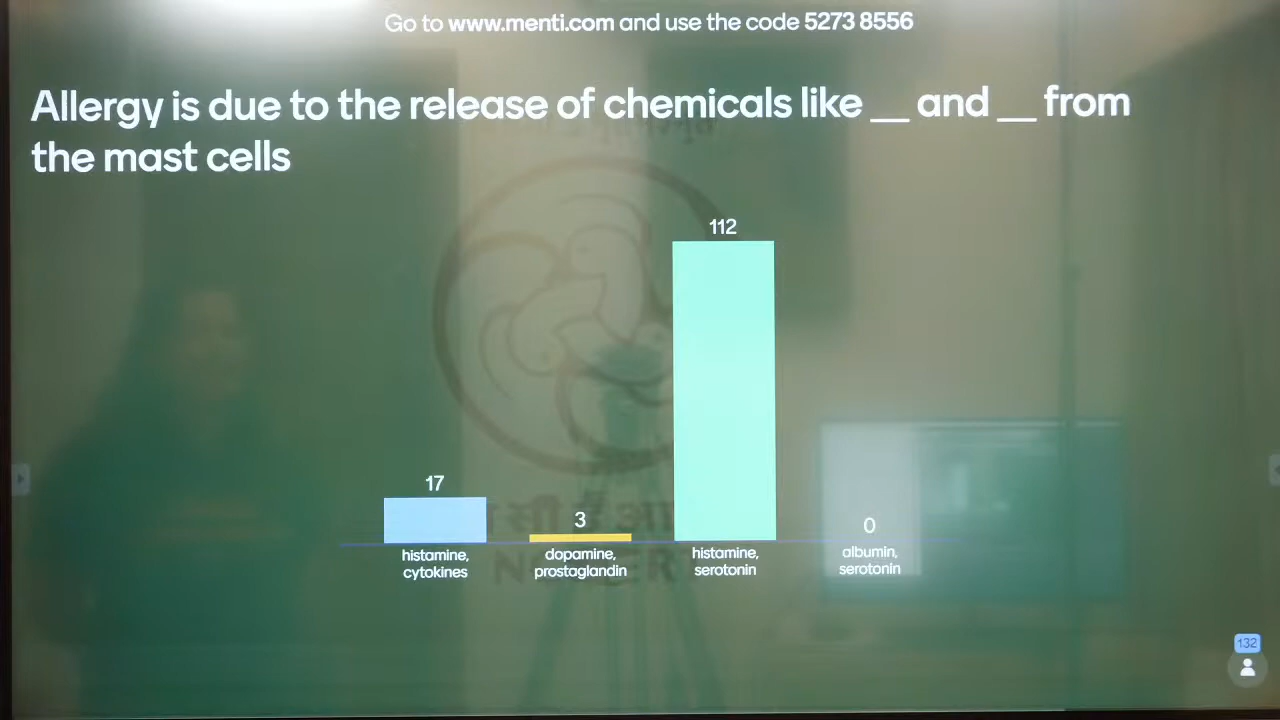 Go to www.menti.com and use the code 5273 8556
Allergy is due to the release of chemicals like __ and __ from
the mast cells
17
3
112
0
histamine,
cytokines
dopamine,
prostaglandin
histamine,
serotonin
albumin,
serotonin
132